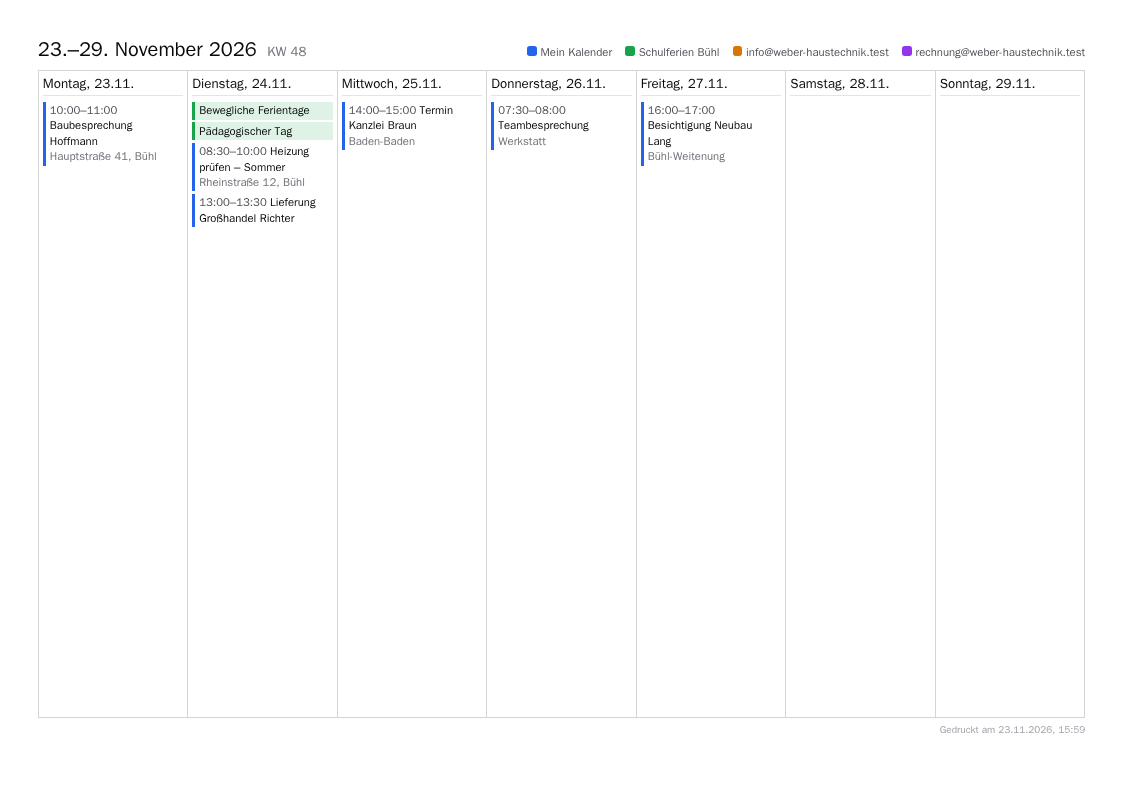 23.–29. November 2026 KW 48
Mein Kalender Schulferien Bühl info@weber-haustechnik.test rechnung@weber-haustechnik.test
Montag, 23.11.
10:00–11:00
Baubesprechung
Hoffmann
Hauptstraße 41, Bühl
Dienstag, 24.11.
Bewegliche Ferientage
Pädagogischer Tag
08:30–10:00 Heizung
prüfen – Sommer
Rheinstraße 12, Bühl
13:00–13:30 Lieferung
Großhandel Richter
Mittwoch, 25.11.
14:00–15:00 Termin
Kanzlei Braun
Baden-Baden
Donnerstag, 26.11.
07:30–08:00
Teambesprechung
Werkstatt
Freitag, 27.11.
16:00–17:00
Besichtigung Neubau
Lang
Bühl-Weitenung
Samstag, 28.11.
Sonntag, 29.11.
Gedruckt am 23.11.2026, 15:59